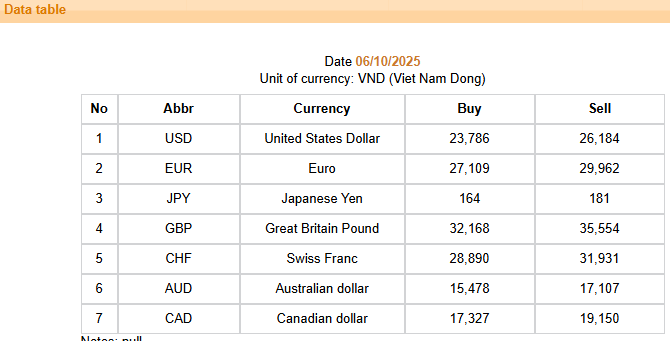 Data table
Date 06/10/2025
Unit of currency: VND (Viet Nam Dong)
No Abbr Currency Buy Sell
1 USD United States Dollar 23,786 26,184
2 EUR Euro 27,109 29,962
3 JPY Japanese Yen 164 181
4 GBP Great Britain Pound 32,168 35,554
5 CHF Swiss Franc 28,890 31,931
6 AUD Australian dollar 15,478 17,107
7 CAD Canadian dollar 17,327 19,150
Notes: null